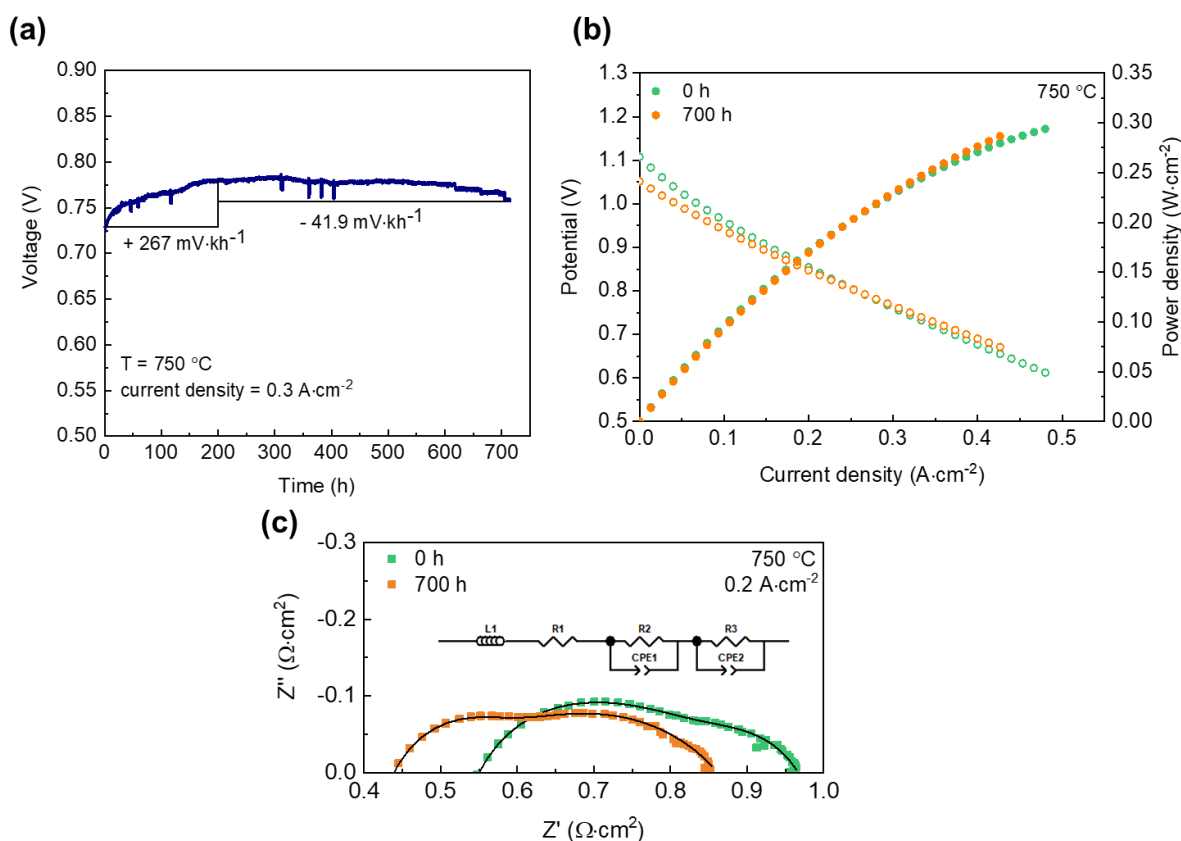 (a)
0.90
0.85
0.80
0.75
0.70
0.65
0.60
0.55
0.50
Voltage (V)
+ 267 mV·kh⁻¹
- 41.9 mV·kh⁻¹
T = 750 °C
current density = 0.3 A·cm⁻²
0 100 200 300 400 500 600 700
Time (h)
(b)
1.3
1.2
1.1
1.0
0.9
0.8
0.7
0.6
0.5
Potential (V)
0 h
700 h
750 °C
0.35
0.30
0.25
0.20
0.15
0.10
0.05
0.00
Power density (W·cm⁻²)
0.0 0.1 0.2 0.3 0.4 0.5
Current density (A·cm⁻²)
(c)
-0.3
-0.2
-0.1
0.0
Z'' (Ω·cm²)
0 h
700 h
750 °C
0.2 A·cm⁻²
L1 R1 R2 R3
CPE1 CPE2
0.4 0.5 0.6 0.7 0.8 0.9 1.0
Z' (Ω·cm²)